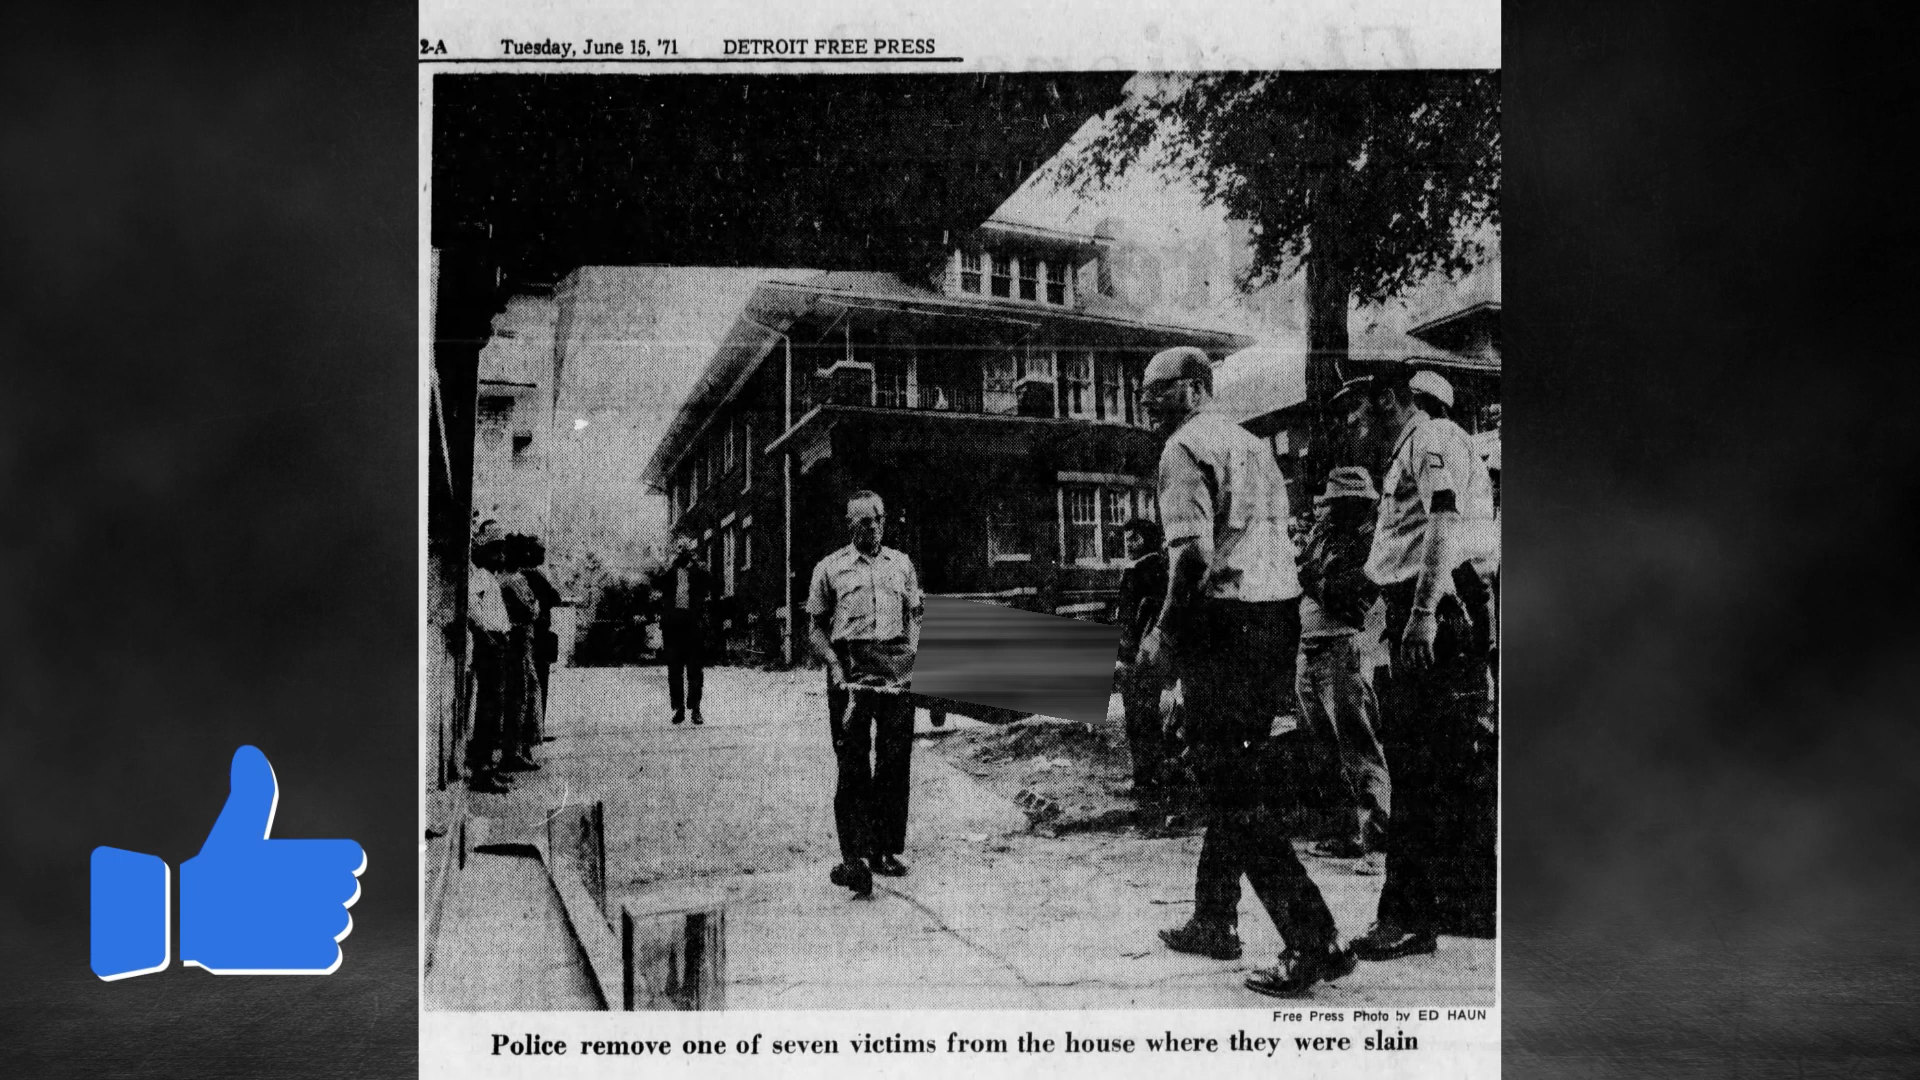 2-A Tuesday, June 15, '71 DETROIT FREE PRESS
Free Press Photo by ED HAUN
Police remove one of seven victims from the house where they were slain